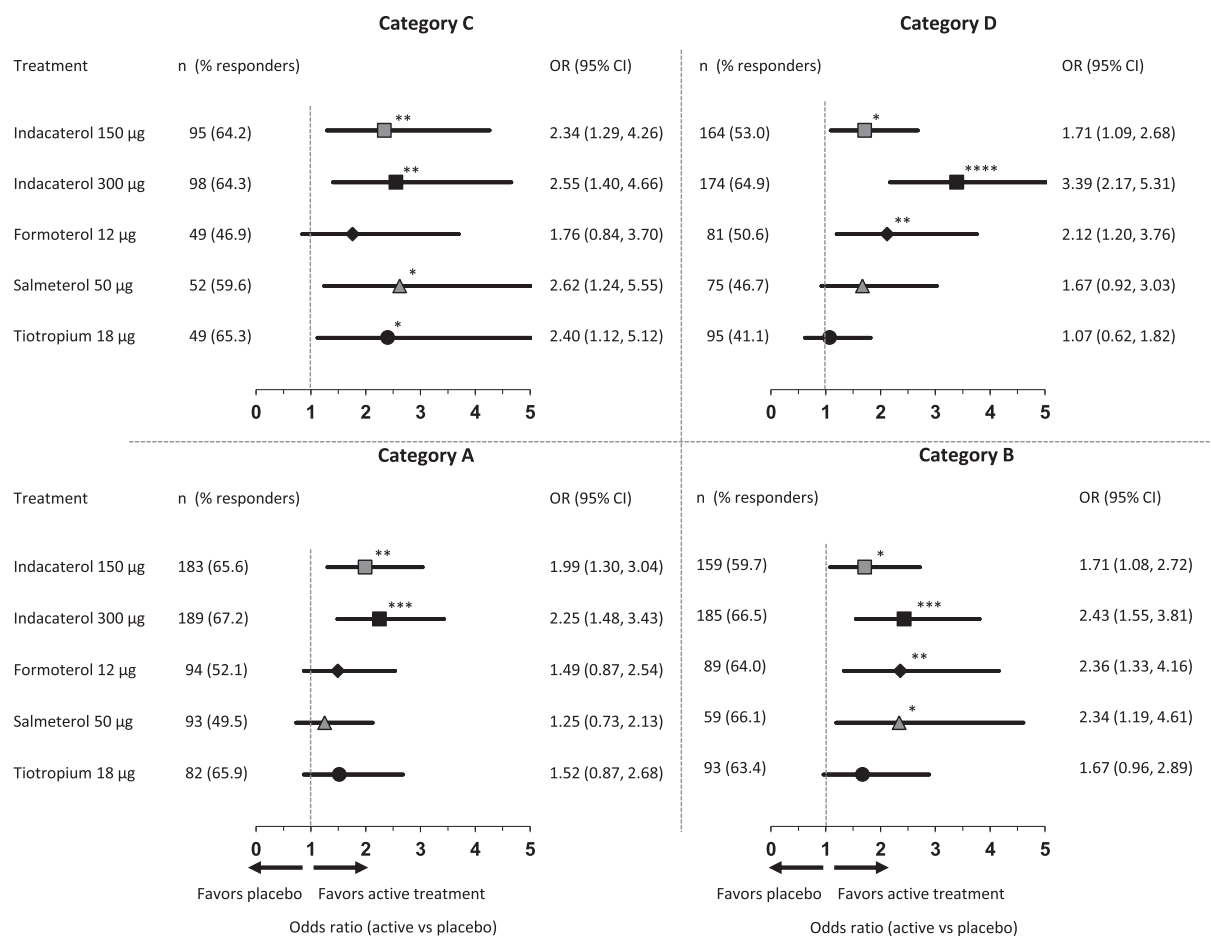 Category C
Treatment n (% responders) OR (95% CI)
Indacaterol 150 µg 95 (64.2) ** 2.34 (1.29, 4.26)
Indacaterol 300 µg 98 (64.3) ** 2.55 (1.40, 4.66)
Formoterol 12 µg 49 (46.9) 1.76 (0.84, 3.70)
Salmeterol 50 µg 52 (59.6) * 2.62 (1.24, 5.55)
Tiotropium 18 µg 49 (65.3) * 2.40 (1.12, 5.12)
0 1 2 3 4 5
Category D
n (% responders) OR (95% CI)
164 (53.0) * 1.71 (1.09, 2.68)
174 (64.9) **** 3.39 (2.17, 5.31)
81 (50.6) ** 2.12 (1.20, 3.76)
75 (46.7) 1.67 (0.92, 3.03)
95 (41.1) 1.07 (0.62, 1.82)
0 1 2 3 4 5
Category A
Treatment n (% responders) OR (95% CI)
Indacaterol 150 µg 183 (65.6) ** 1.99 (1.30, 3.04)
Indacaterol 300 µg 189 (67.2) *** 2.25 (1.48, 3.43)
Formoterol 12 µg 94 (52.1) 1.49 (0.87, 2.54)
Salmeterol 50 µg 93 (49.5) 1.25 (0.73, 2.13)
Tiotropium 18 µg 82 (65.9) 1.52 (0.87, 2.68)
0 1 2 3 4 5
Favors placebo Favors active treatment
Odds ratio (active vs placebo)
Category B
n (% responders) OR (95% CI)
159 (59.7) * 1.71 (1.08, 2.72)
185 (66.5) *** 2.43 (1.55, 3.81)
89 (64.0) ** 2.36 (1.33, 4.16)
59 (66.1) * 2.34 (1.19, 4.61)
93 (63.4) 1.67 (0.96, 2.89)
0 1 2 3 4 5
Favors placebo Favors active treatment
Odds ratio (active vs placebo)